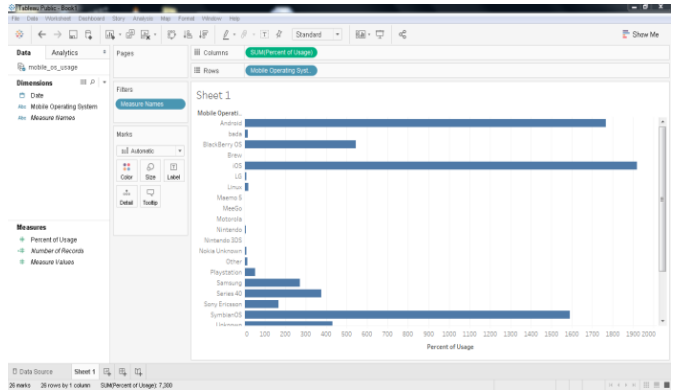 Tableau Public - Book1
File Data Worksheet Dashboard Story Analysis Map Format Window Help
Standard
Show Me
Data Analytics
mobile_os_usage
Dimensions
Date
Abc Mobile Operating System
Abc Measure Names
Measures
Percent of Usage
Number of Records
Measure Values
Pages
Filters
Measure Names
Marks
Automatic
Color Size Label
Detail Tooltip
Columns SUM(Percent of Usage)
Rows Mobile Operating Syst..
Sheet 1
Mobile Operati..
Android
bada
BlackBerry OS
Brew
iOS
LG
Linux
Maemo 5
MeeGo
Motorola
Nintendo
Nintendo 3DS
Nokia Unknown
Other
Playstation
Samsung
Series 40
Sony Ericsson
SymbianOS
Unknown
0 100 200 300 400 500 600 700 800 900 1000 1100 1200 1300 1400 1500 1600 1700 1800 1900 2000
Percent of Usage
Data Source Sheet 1
26 marks 26 rows by 1 column SUM(Percent of Usage): 7,300